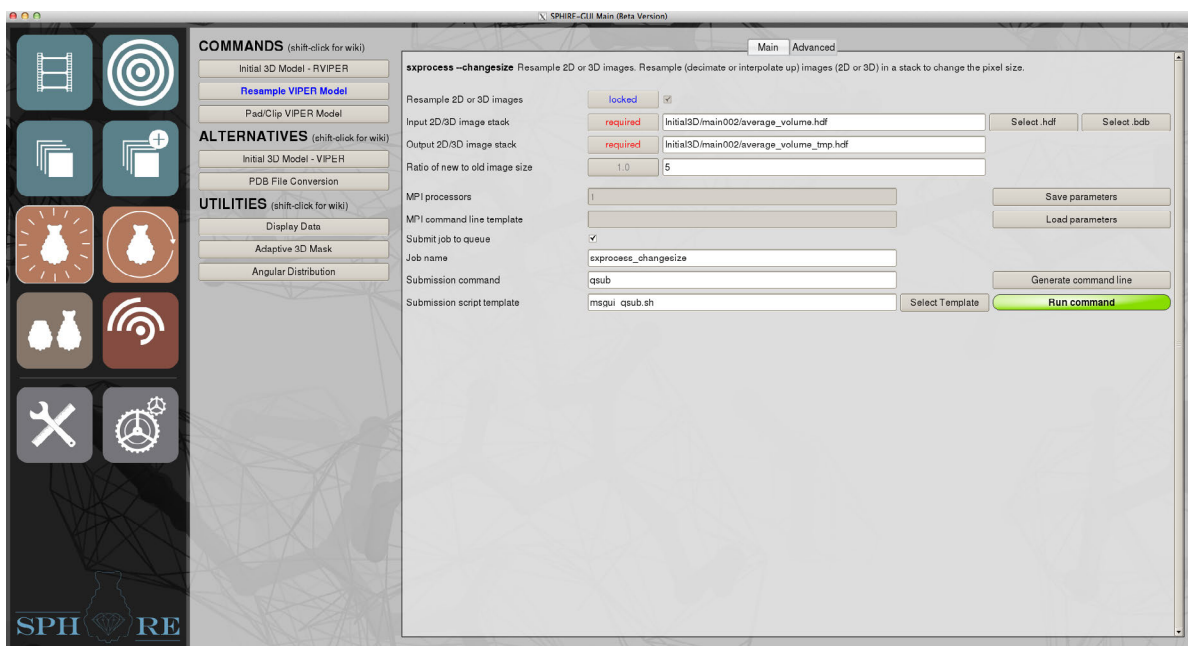 SPHIRE-GUI Main (Beta Version)
COMMANDS (shift-click for wiki)
Initial 3D Model - RVIPER
Resample VIPER Model
Pad/Clip VIPER Model
ALTERNATIVES (shift-click for wiki)
Initial 3D Model - VIPER
PDB File Conversion
UTILITIES (shift-click for wiki)
Display Data
Adaptive 3D Mask
Angular Distribution
SPH RE
Main Advanced
sxprocess --changesize Resample 2D or 3D images. Resample (decimate or interpolate up) images (2D or 3D) in a stack to change the pixel size.
Resample 2D or 3D images locked
Input 2D/3D image stack required Initial3D/main002/average_volume.hdf Select .hdf Select .bdb
Output 2D/3D image stack required Initial3D/main002/average_volume_tmp.hdf
Ratio of new to old image size 1.0 5
MPI processors 1 Save parameters
MPI command line template Load parameters
Submit job to queue
Job name sxprocess_changesize
Submission command qsub Generate command line
Submission script template msgui_qsub.sh Select Template Run command